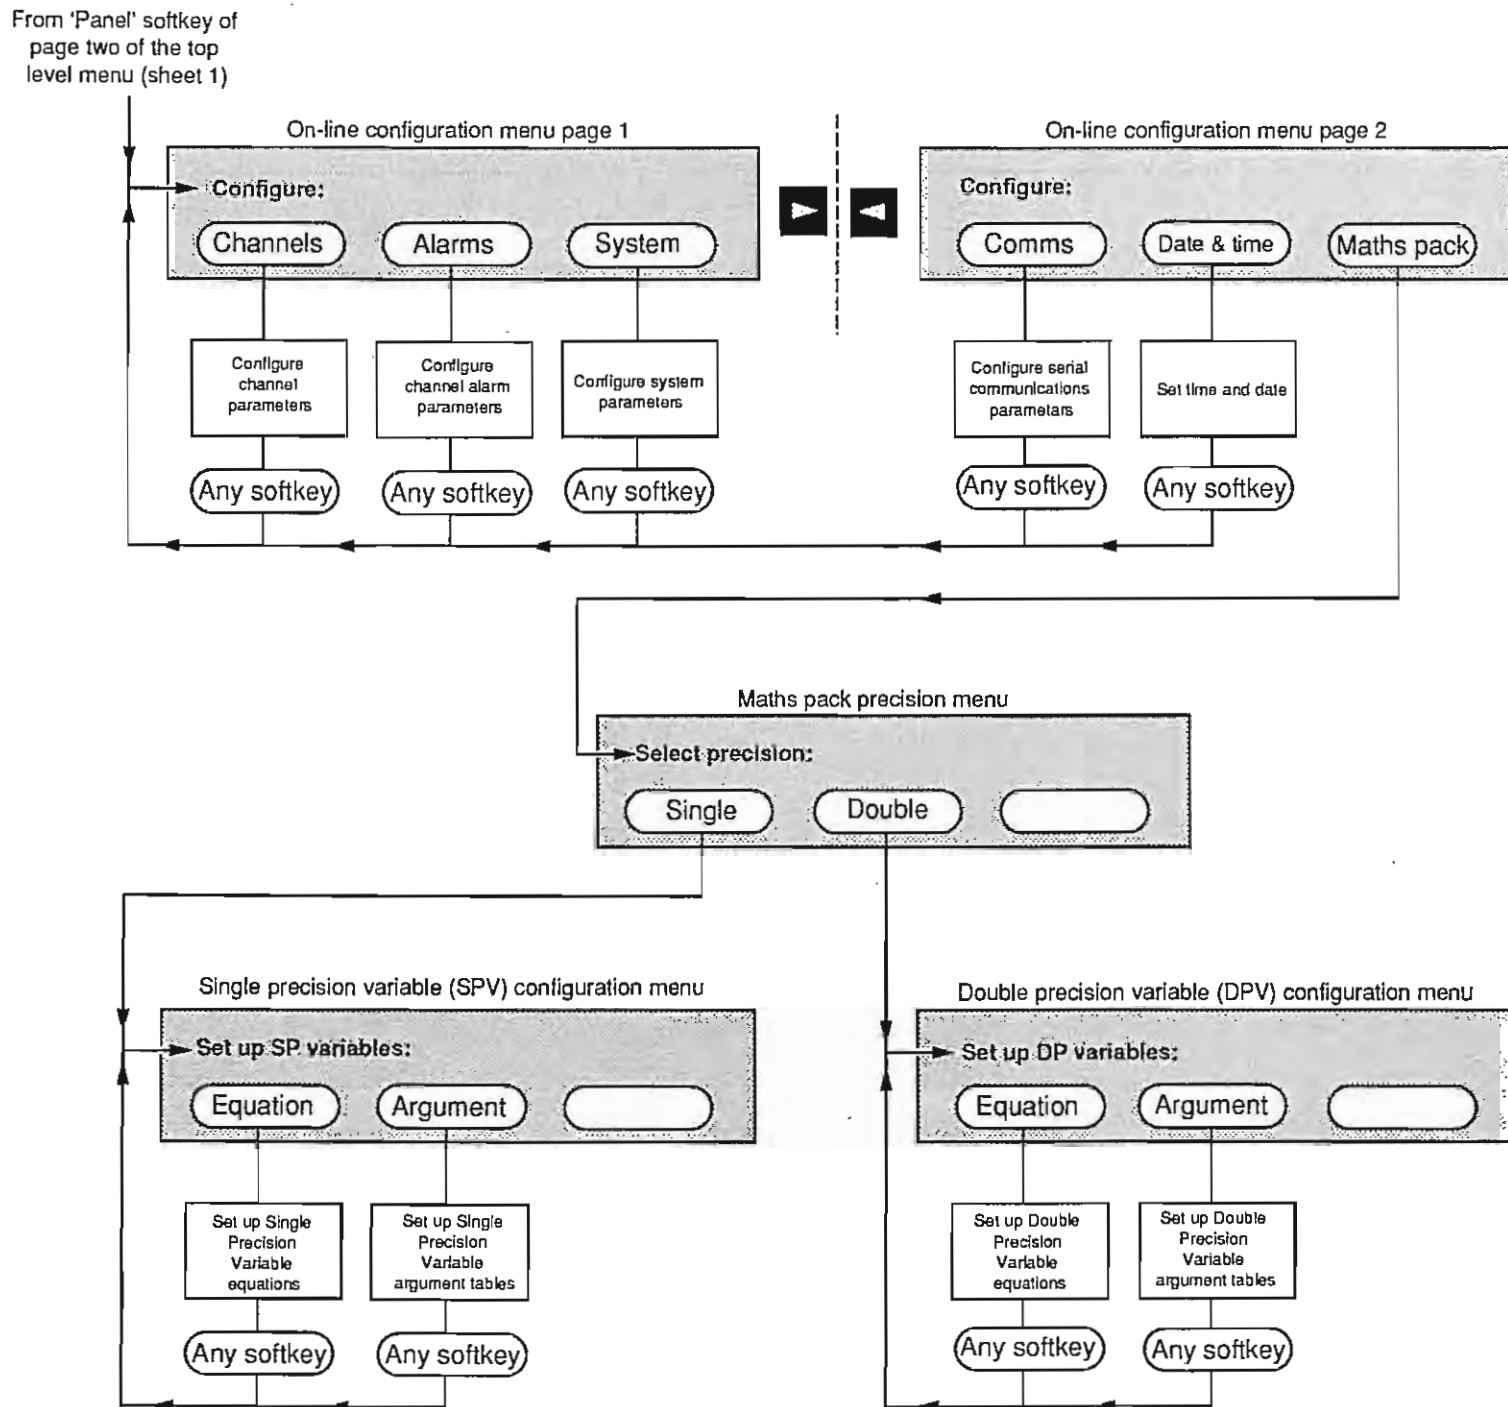 From 'Panel' softkey of
page two of the top
level menu (sheet 1)
On-line configuration menu page 1
Configure:
Channels
Alarms
System
On-line configuration menu page 2
Configure:
Comms
Date & time
Maths pack
Configure
channel
parameters
Configure
channel alarm
parameters
Configure system
parameters
Configure serial
communications
parameters
Set time and date
Any softkey
Any softkey
Any softkey
Any softkey
Any softkey
Maths pack precision menu
Select precision:
Single
Double
Single precision variable (SPV) configuration menu
Set up SP variables:
Equation
Argument
Double precision variable (DPV) configuration menu
Set up DP variables:
Equation
Argument
Set up Single
Precision
Variable
equations
Set up Single
Precision
Variable
argument tables
Set up Double
Precision
Variable
equations
Set up Double
Precision
Variable
argument tables
Any softkey
Any softkey
Any softkey
Any softkey